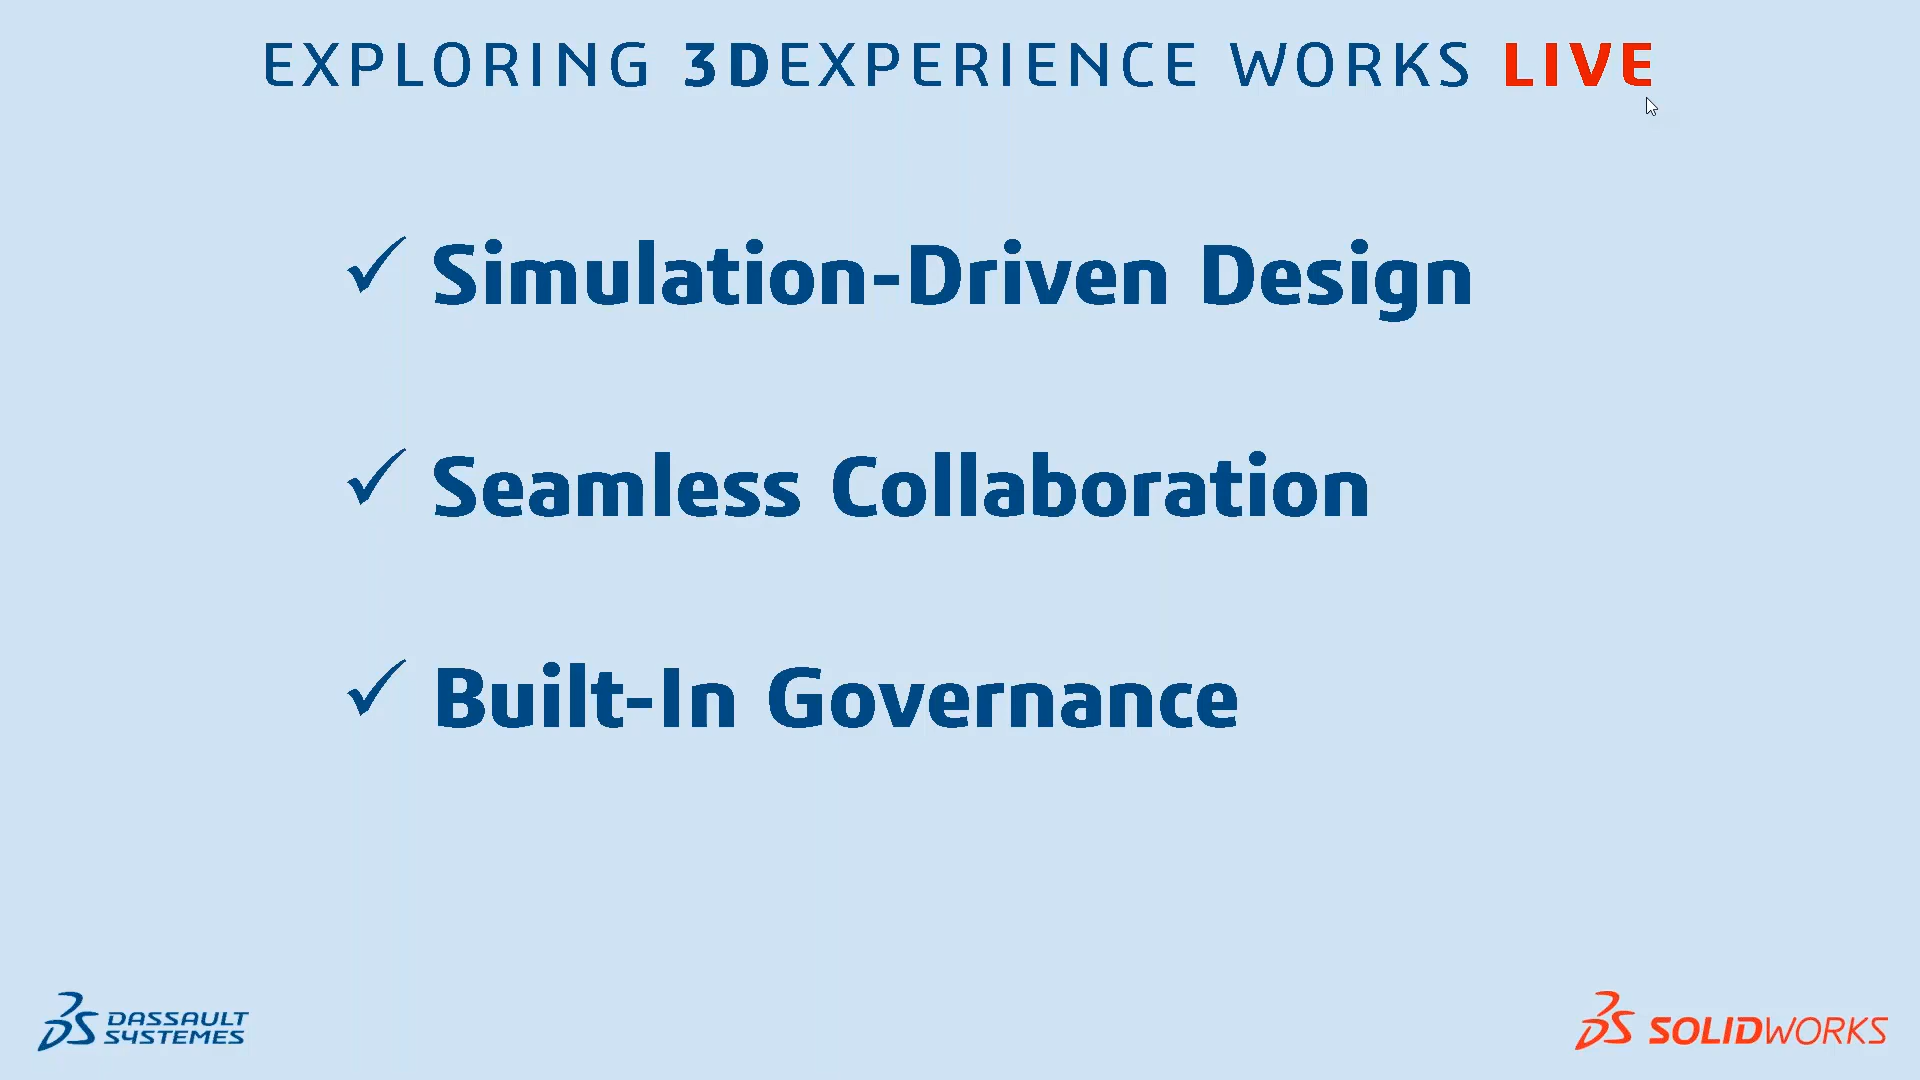 EXPLORING 3DEXPERIENCE WORKS LIVE
✓ Simulation-Driven Design
✓ Seamless Collaboration
✓ Built-In Governance
DASSAULT
SYSTEMES
SOLIDWORKS